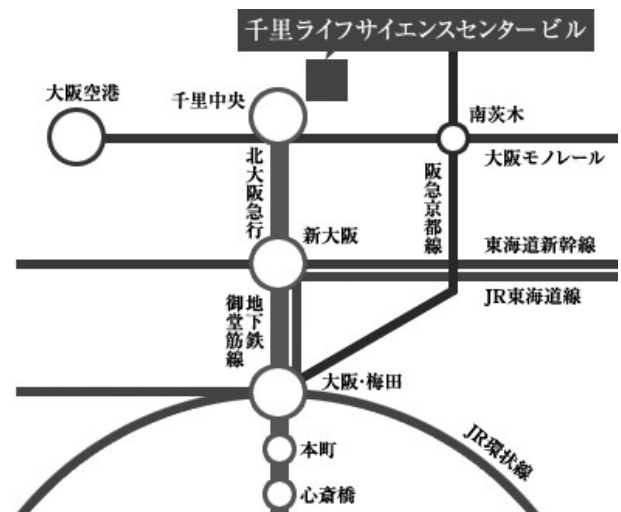 千里ライフサイエンスセンタービル
大阪空港
千里中央
南茨木
大阪モノレール
北大阪急行
阪急京都線
新大阪
東海道新幹線
JR東海道線
地下鉄
御堂筋線
大阪・梅田
JR環状線
本町
心斎橋